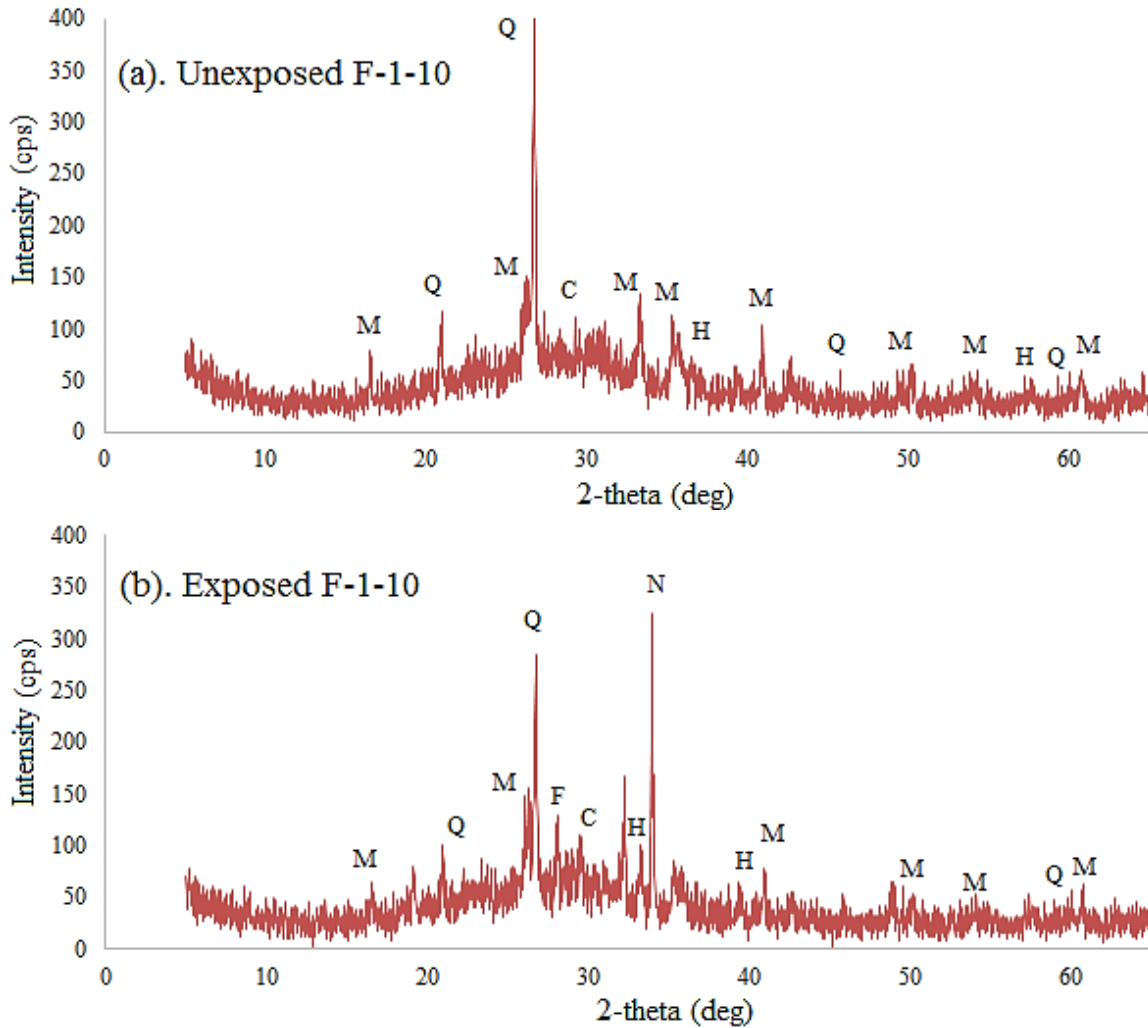 (a). Unexposed F-1-10
Intensity (cps)
400
350
300
250
200
150
100
50
0
Q
M
Q
M
C
M
M
H
M
Q
M
M
H
Q
M
0 10 20 30 40 50 60
2-theta (deg)
(b). Exposed F-1-10
Intensity (cps)
400
350
300
250
200
150
100
50
0
M
Q
M
Q
F
C
H
N
H
M
M
M
Q
M
0 10 20 30 40 50 60
2-theta (deg)